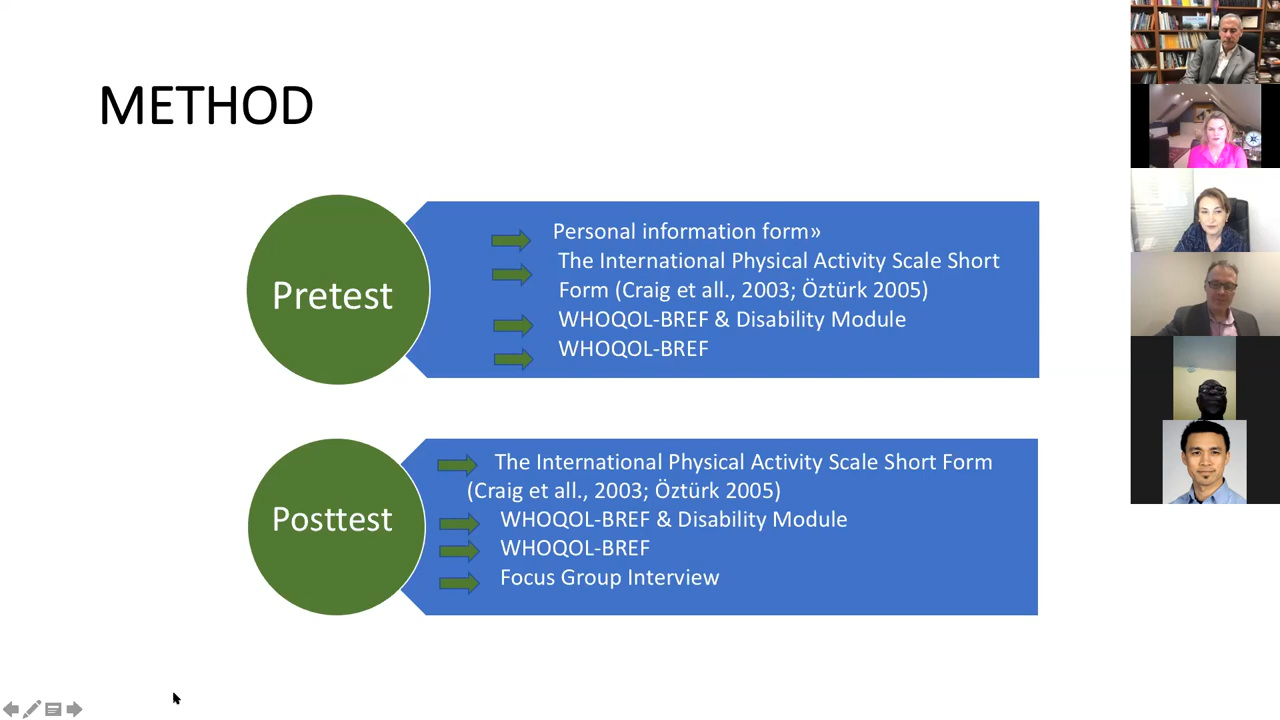 METHOD
Pretest
Personal information form»
The International Physical Activity Scale Short
Form (Craig et all., 2003; Öztürk 2005)
WHOQOL-BREF & Disability Module
WHOQOL-BREF
Posttest
The International Physical Activity Scale Short Form
(Craig et all., 2003; Öztürk 2005)
WHOQOL-BREF & Disability Module
WHOQOL-BREF
Focus Group Interview